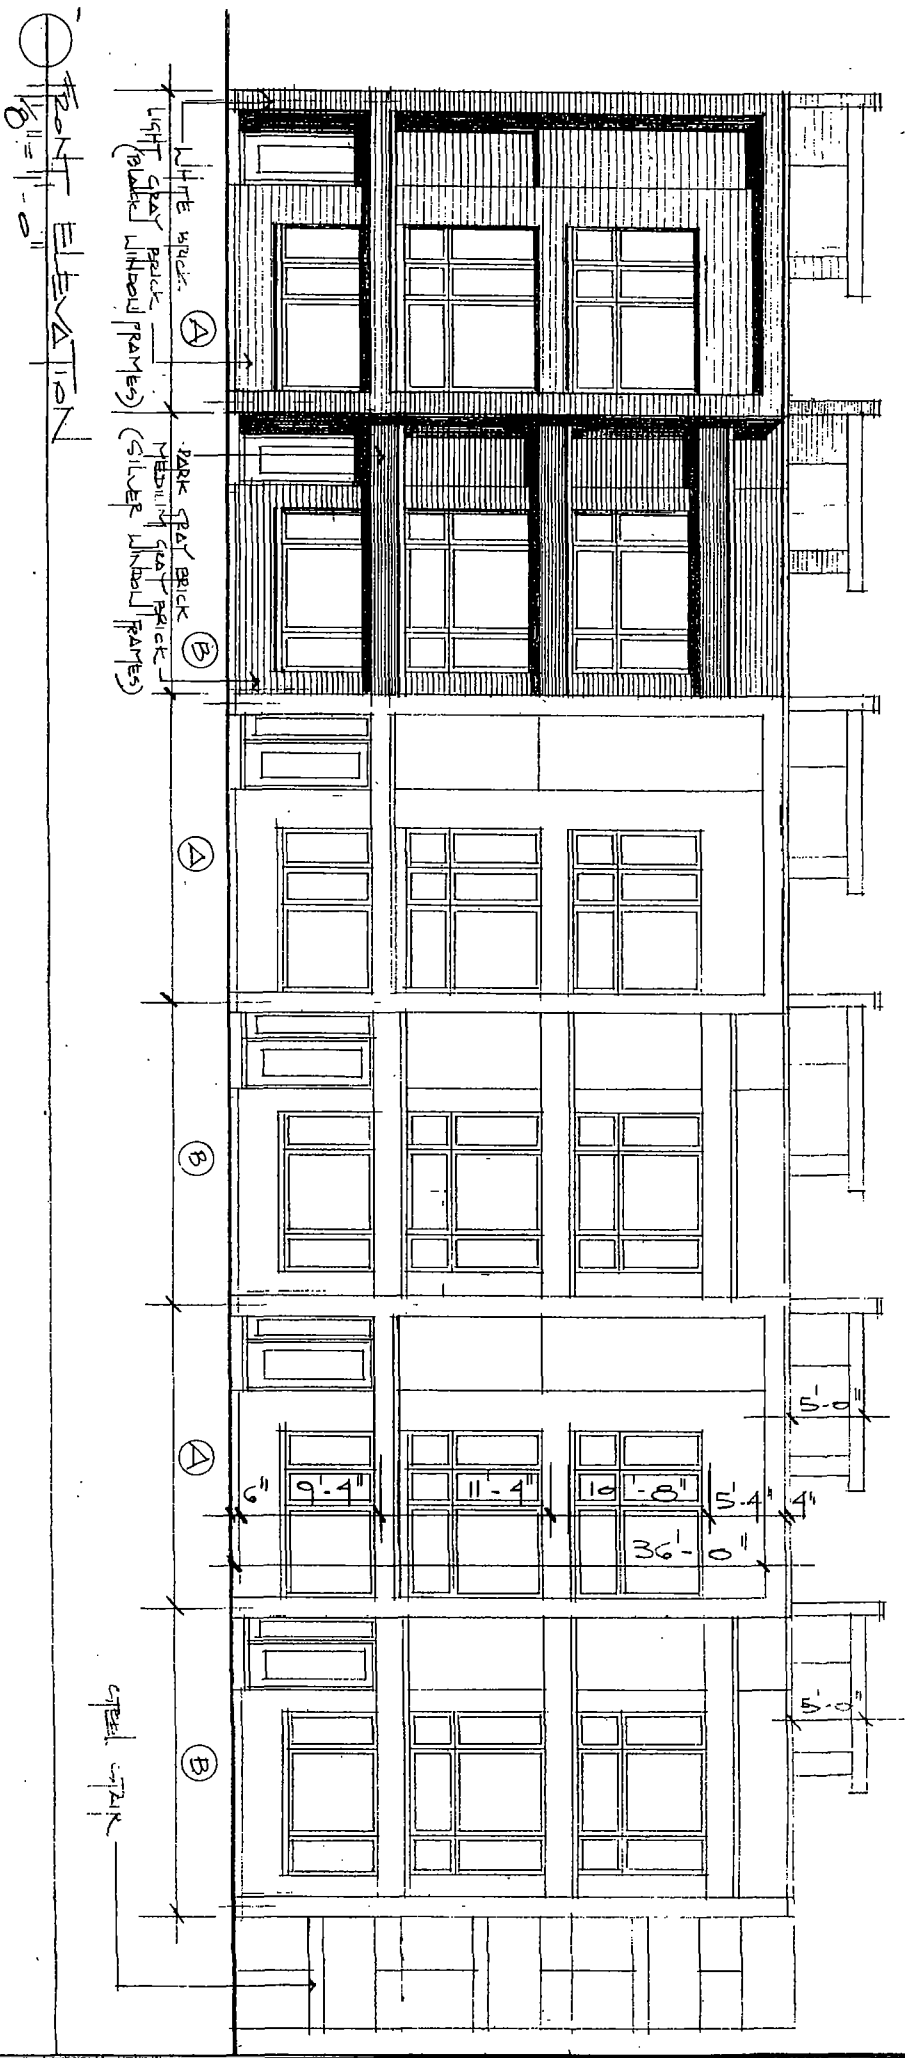 FRONT ELEVATION
1/8" = 1'-0"
WHITE BRICK
LIGHT GRAY BRICK
(BLACK WINDOW FRAMES)
DARK GRAY BRICK
MEDIUM GRAY BRICK
(SILVER WINDOW FRAMES)
STEEL STAIR
A
B
A
B
A
B
5'-0"
5'-0"
4"
5'-4"
10'-8"
11'-4"
9'-4"
6"
36'-0"